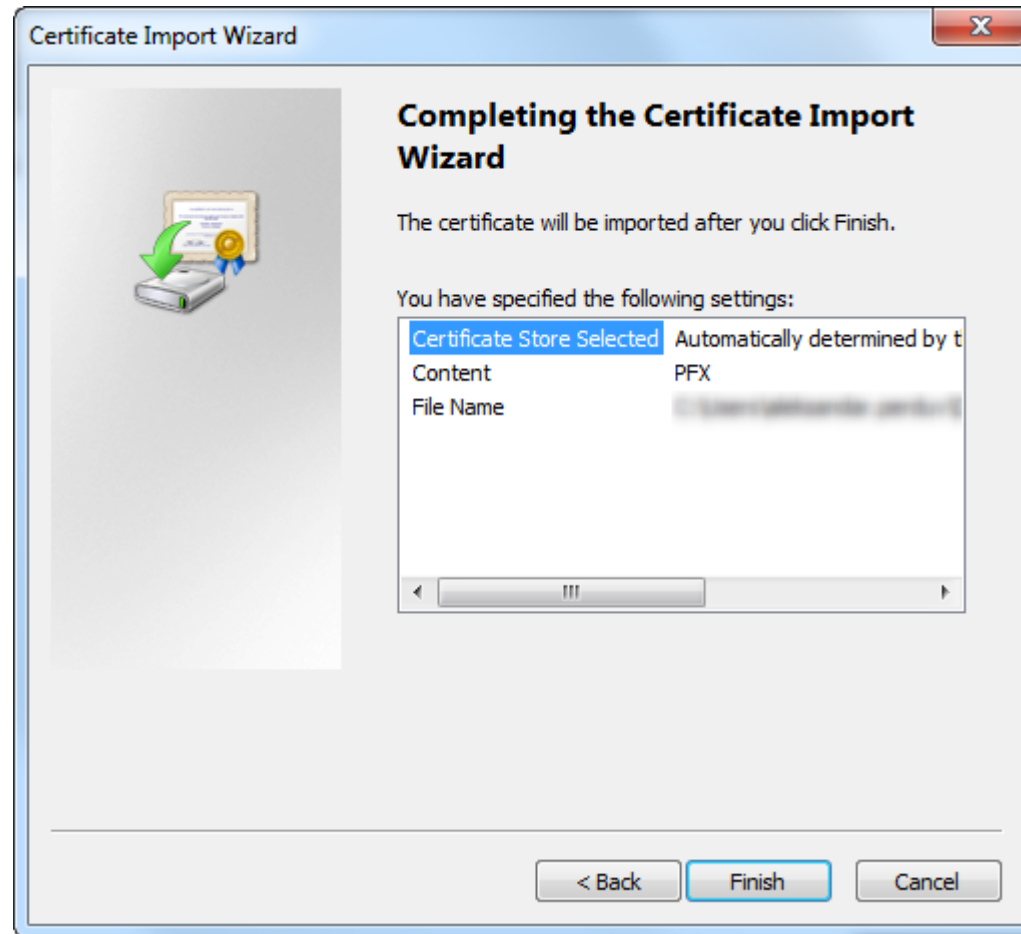 Certificate Import Wizard
Completing the Certificate Import
Wizard
The certificate will be imported after you click Finish.
You have specified the following settings:
Certificate Store Selected Automatically determined by t
Content PFX
File Name
< Back Finish Cancel